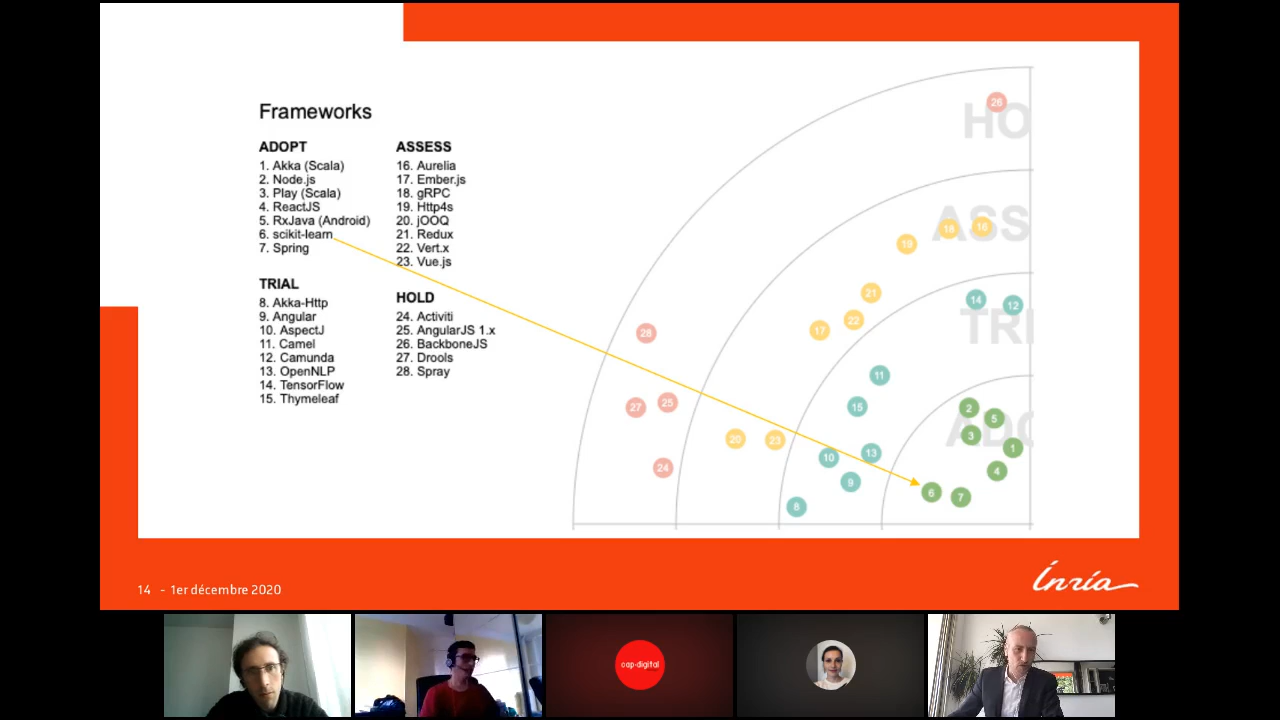 Frameworks
ADOPT
1. Akka (Scala)
2. Node.js
3. Play (Scala)
4. ReactJS
5. RxJava (Android)
6. scikit-learn
7. Spring
TRIAL
8. Akka-Http
9. Angular
10. AspectJ
11. Camel
12. Camunda
13. OpenNLP
14. TensorFlow
15. Thymeleaf
ASSESS
16. Aurelia
17. Ember.js
18. gRPC
19. Http4s
20. jOOQ
21. Redux
22. Vert.x
23. Vue.js
HOLD
24. Activiti
25. AngularJS 1.x
26. BackboneJS
27. Drools
28. Spray
26
HO
ASS
19
18
16
21
22
17
14
12
TRI
28
11
27
25
15
2
5
ADO
3
1
20
23
10
13
24
4
9
6
7
8
14 - 1er décembre 2020
Inria
cap-digital